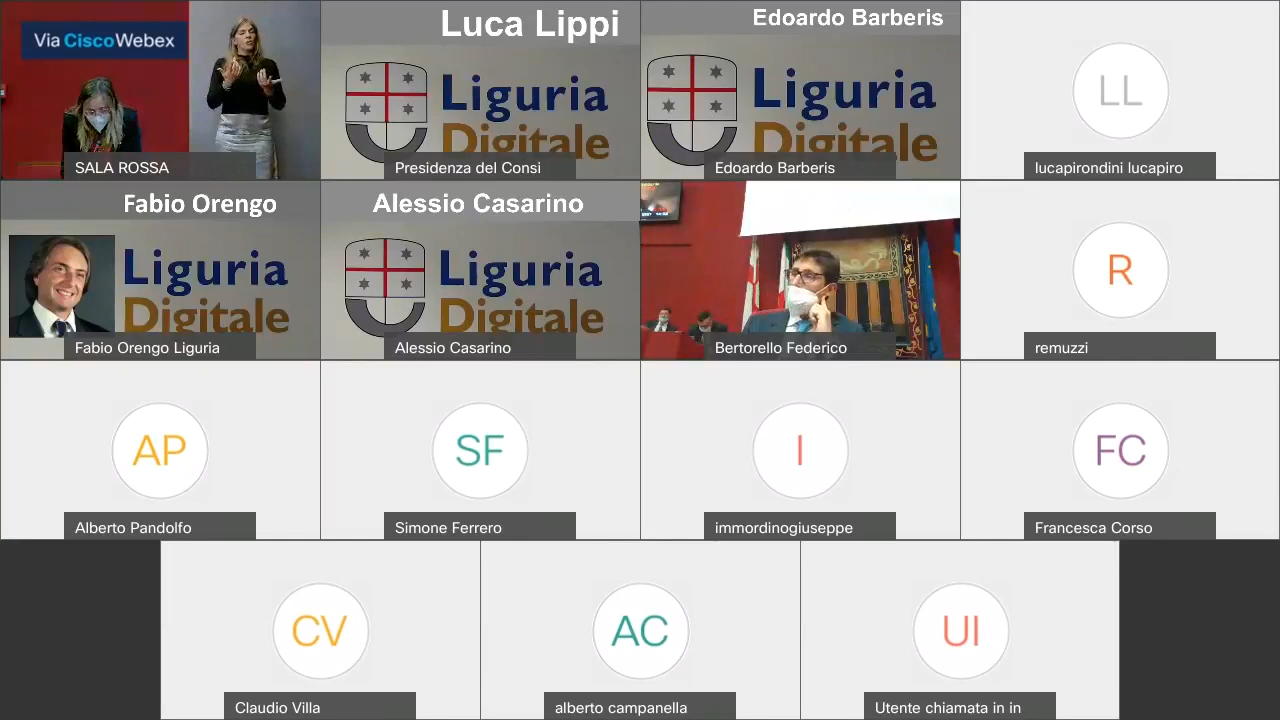 Via Cisco Webex
SALA ROSSA
Luca Lippi
Liguria
Digitale
Presidenza del Consi
Edoardo Barberis
Liguria
Digitale
Edoardo Barberis
LL
lucapirondini lucapiro
Fabio Orengo
Liguria
Digitale
Fabio Orengo Liguria
Alessio Casarino
Liguria
Digitale
Alessio Casarino
Bertorello Federico
R
remuzzi
AP
Alberto Pandolfo
SF
Simone Ferrero
I
immordinogiuseppe
FC
Francesca Corso
CV
Claudio Villa
AC
alberto campanella
UI
Utente chiamata in in